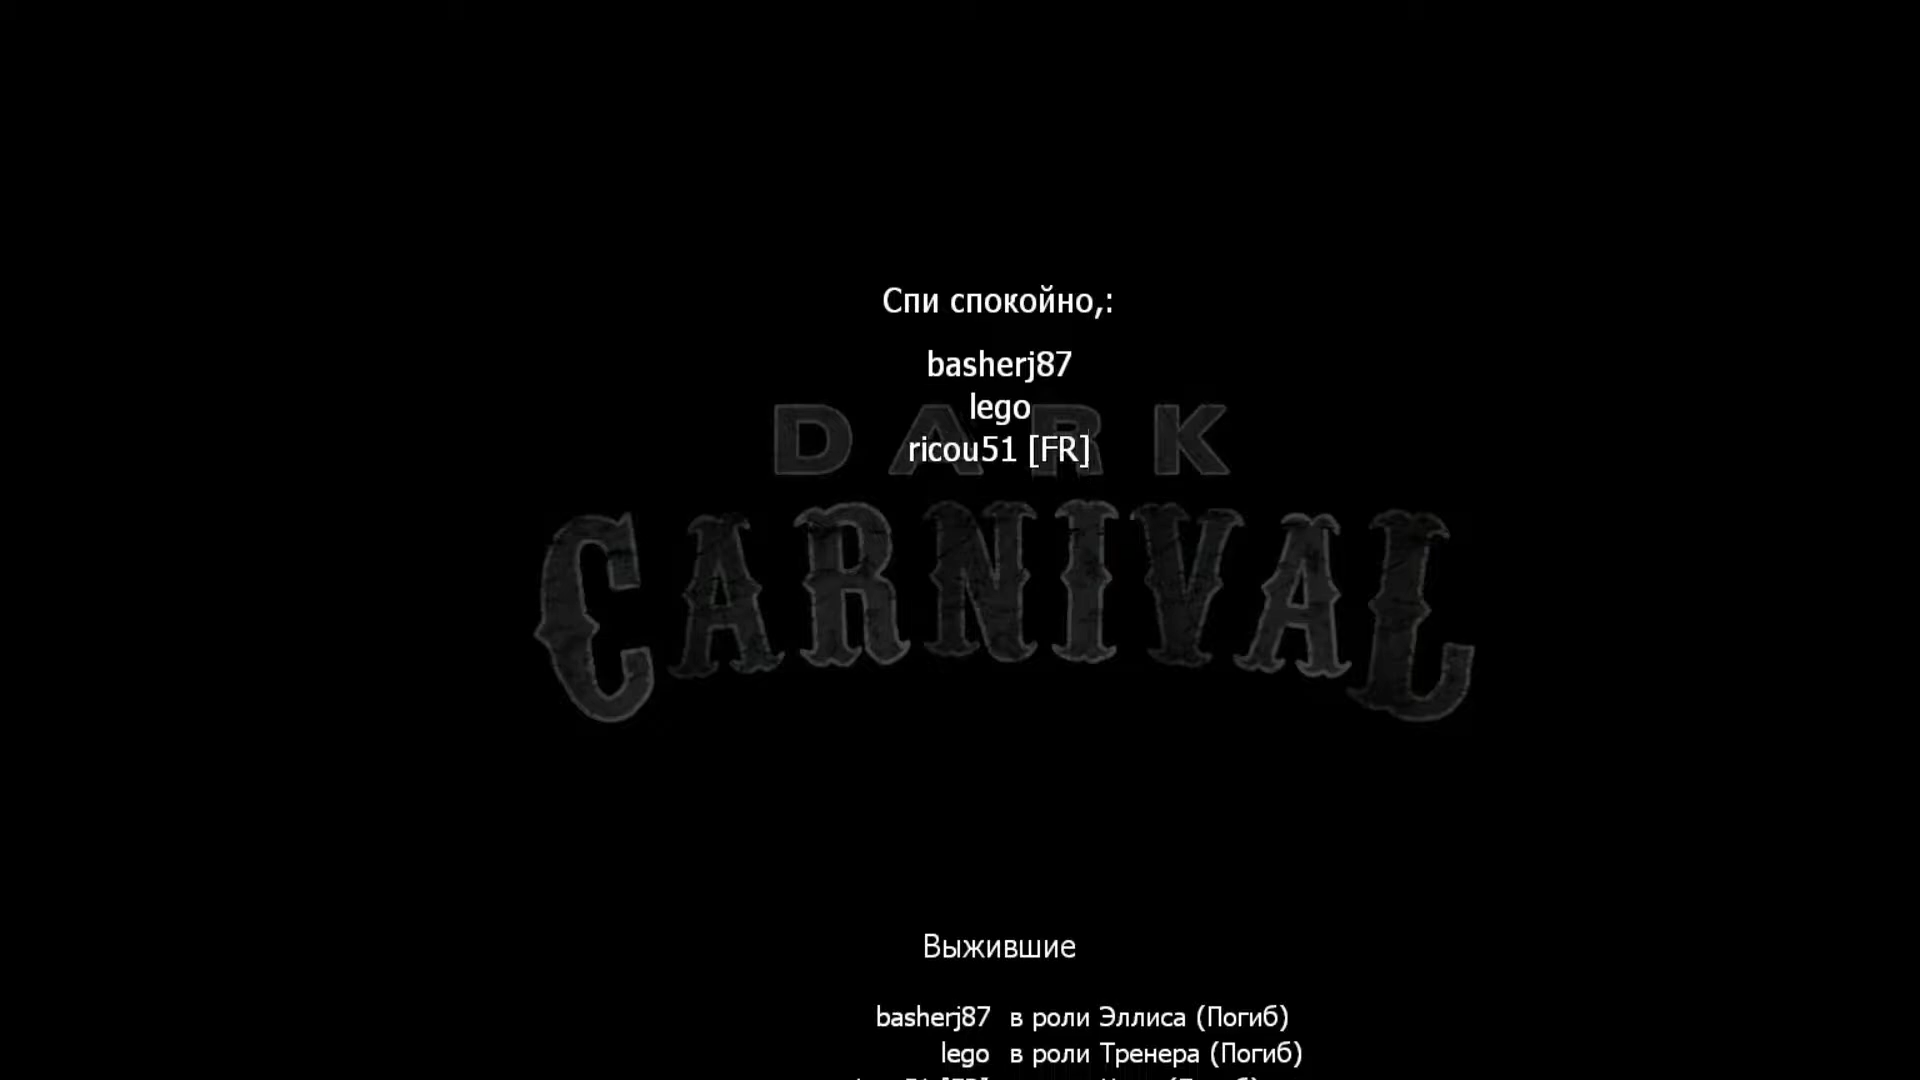 Спи спокойно,:
basherj87
lego
ricou51 [FR]
DARK
CARNIVAL
Выжившие
basherj87 в роли Эллиса (Погиб)
lego в роли Тренера (Погиб)